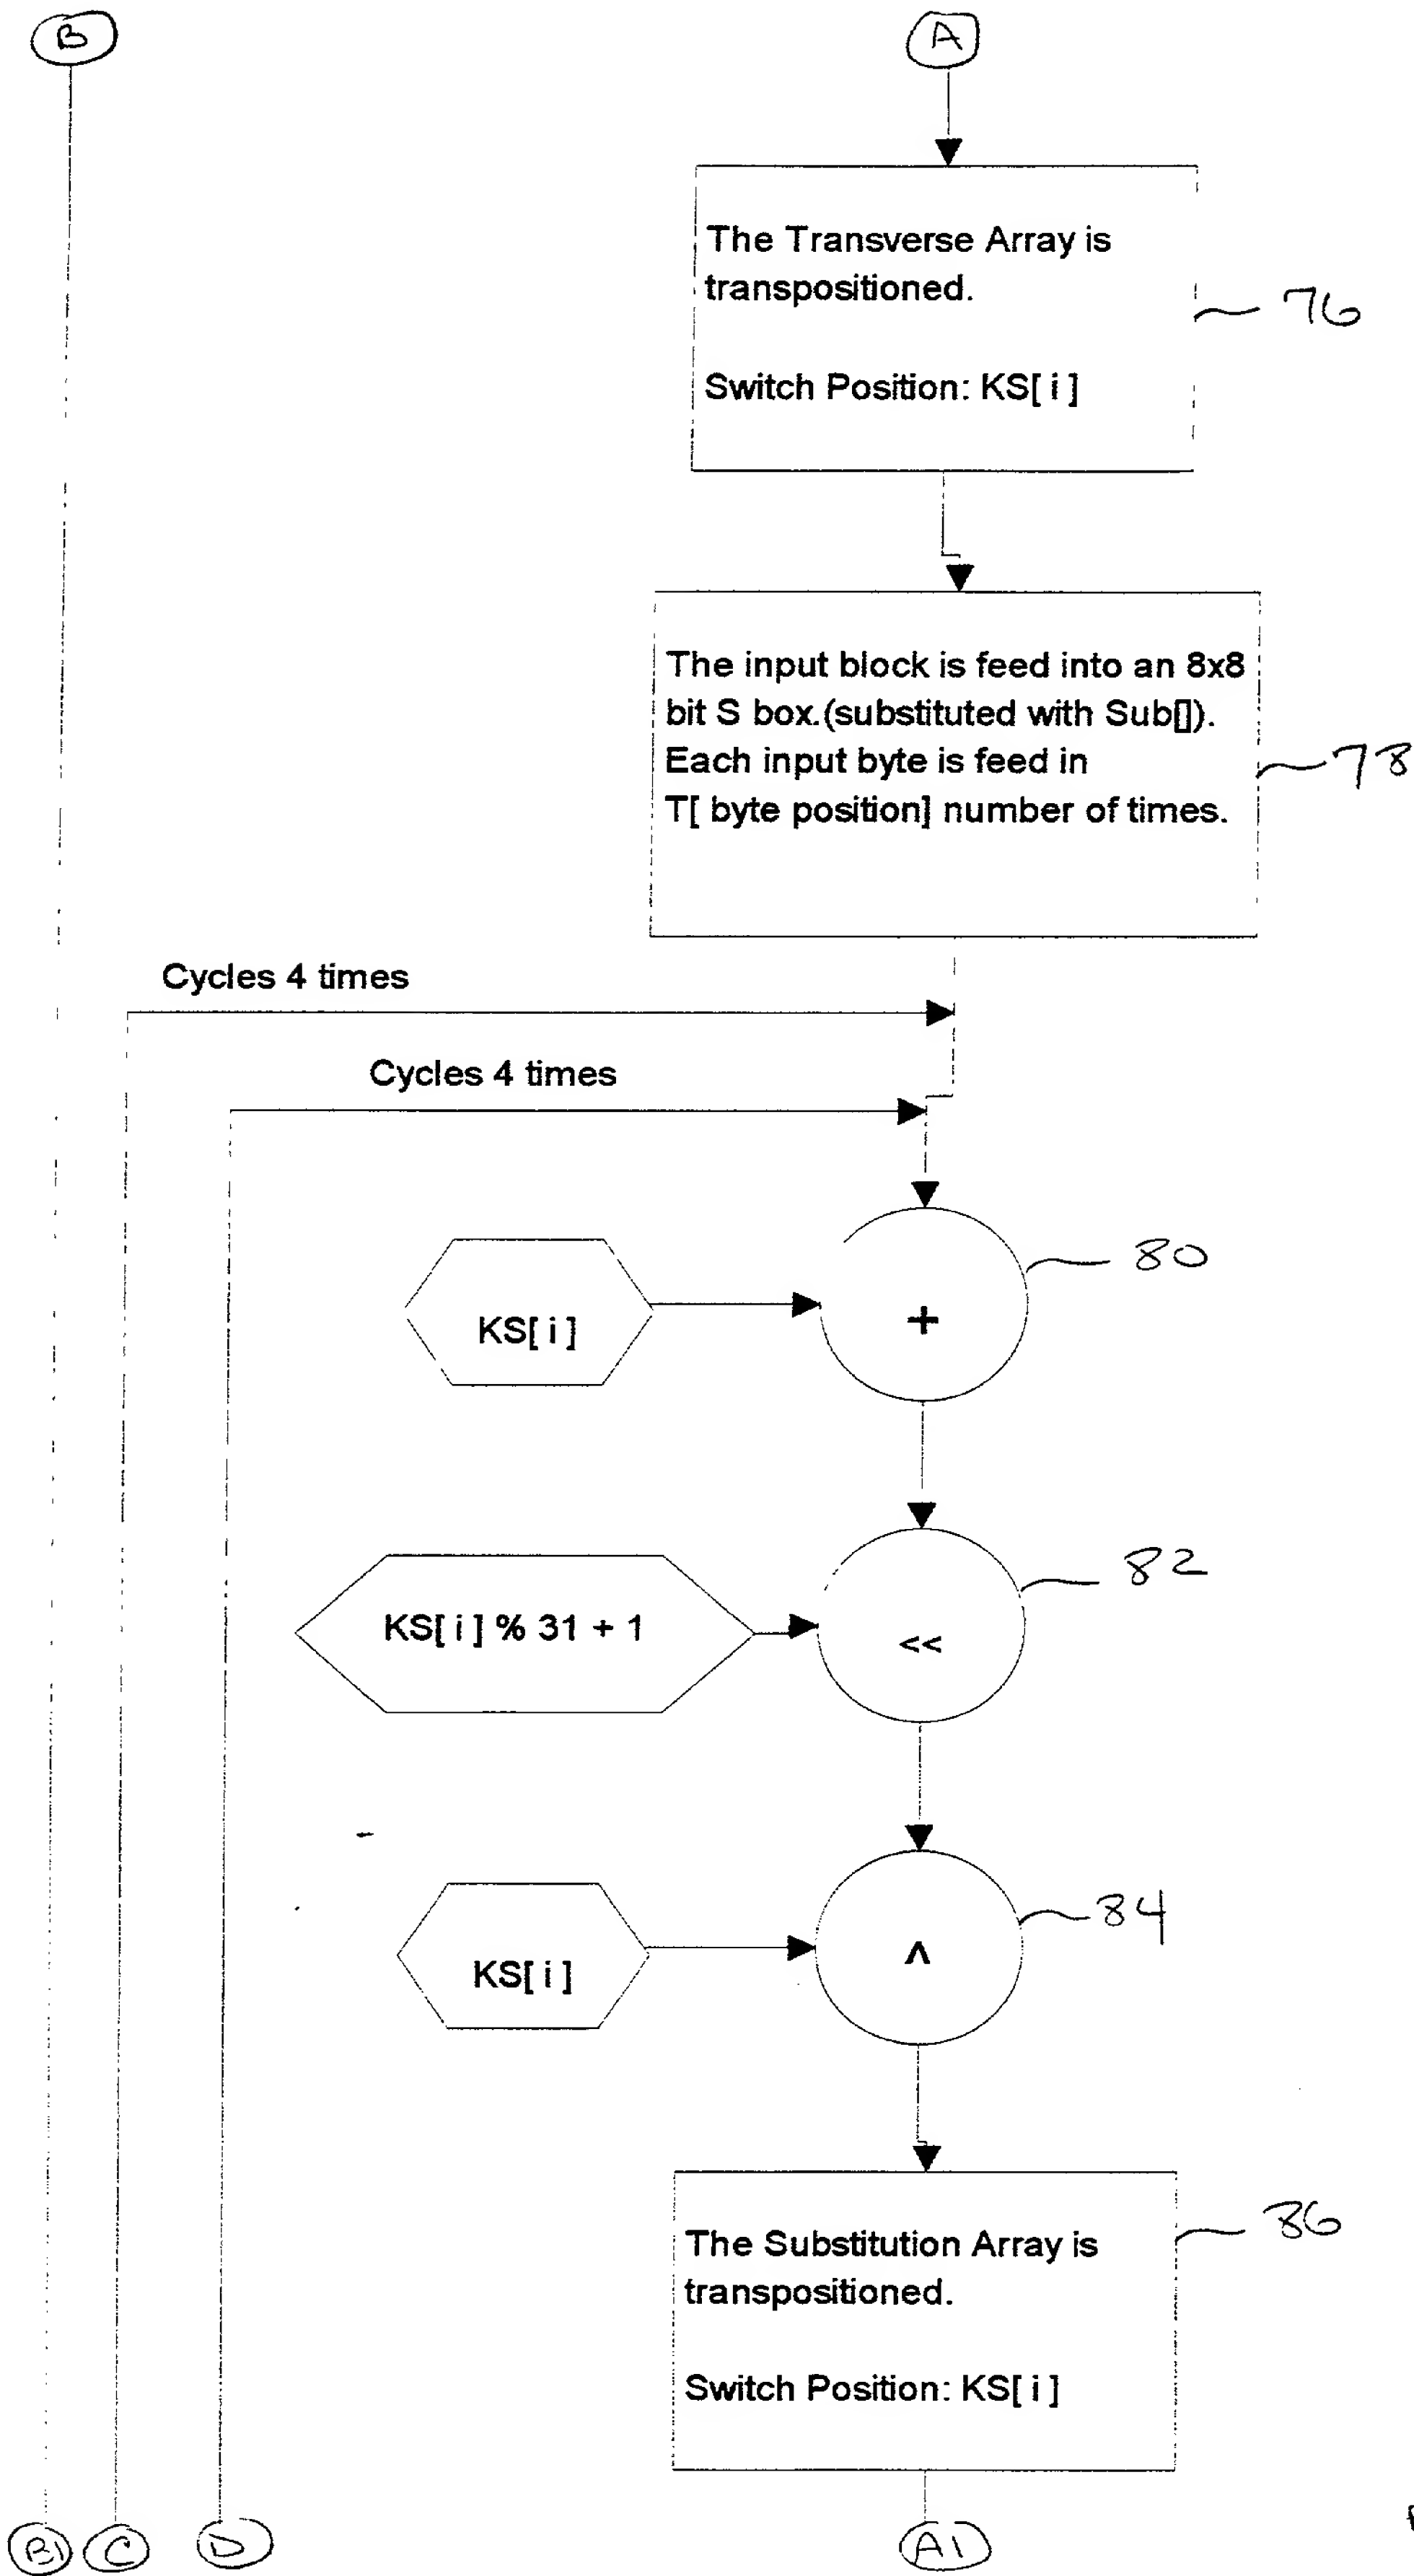 B
A
The Transverse Array is
transpositioned.
Switch Position: KS[ i ]
76
The input block is feed into an 8x8
bit S box.(substituted with Sub[]).
Each input byte is feed in
T[ byte position] number of times.
78
Cycles 4 times
Cycles 4 times
KS[ i ]
+
80
KS[ i ] % 31 + 1
<<
82
KS[ i ]
^
84
The Substitution Array is
transpositioned.
Switch Position: KS[ i ]
86
B1
C
D
A1